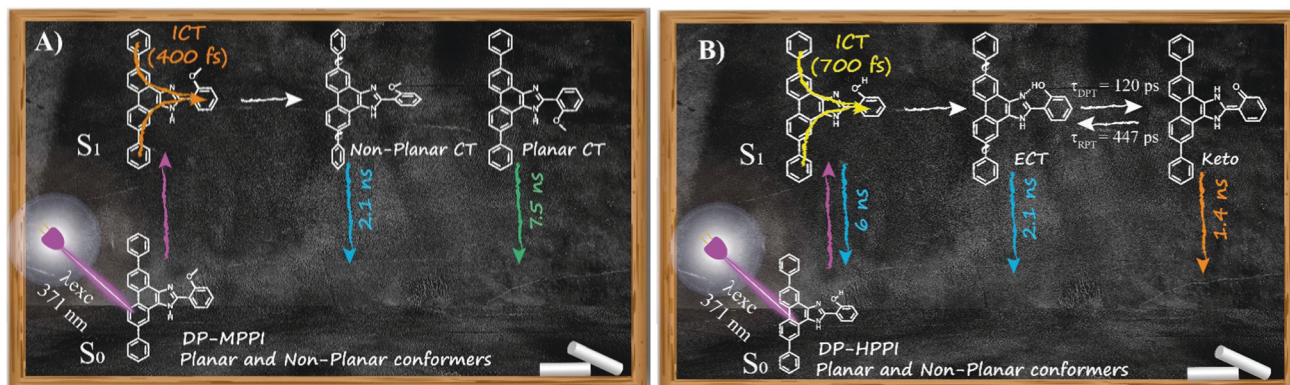 A)
ICT
(400 fs)
S1
Non-Planar CT
Planar CT
2.1 ns
7.5 ns
λexc
371 nm
S0
DP-MPPI
Planar and Non-Planar conformers
B)
ICT
(700 fs)
S1
τDPT = 120 ps
τRPT = 447 ps
ECT
Keto
6 ns
2.1 ns
1.4 ns
λexc
371 nm
S0
DP-HPPI
Planar and Non-Planar conformers